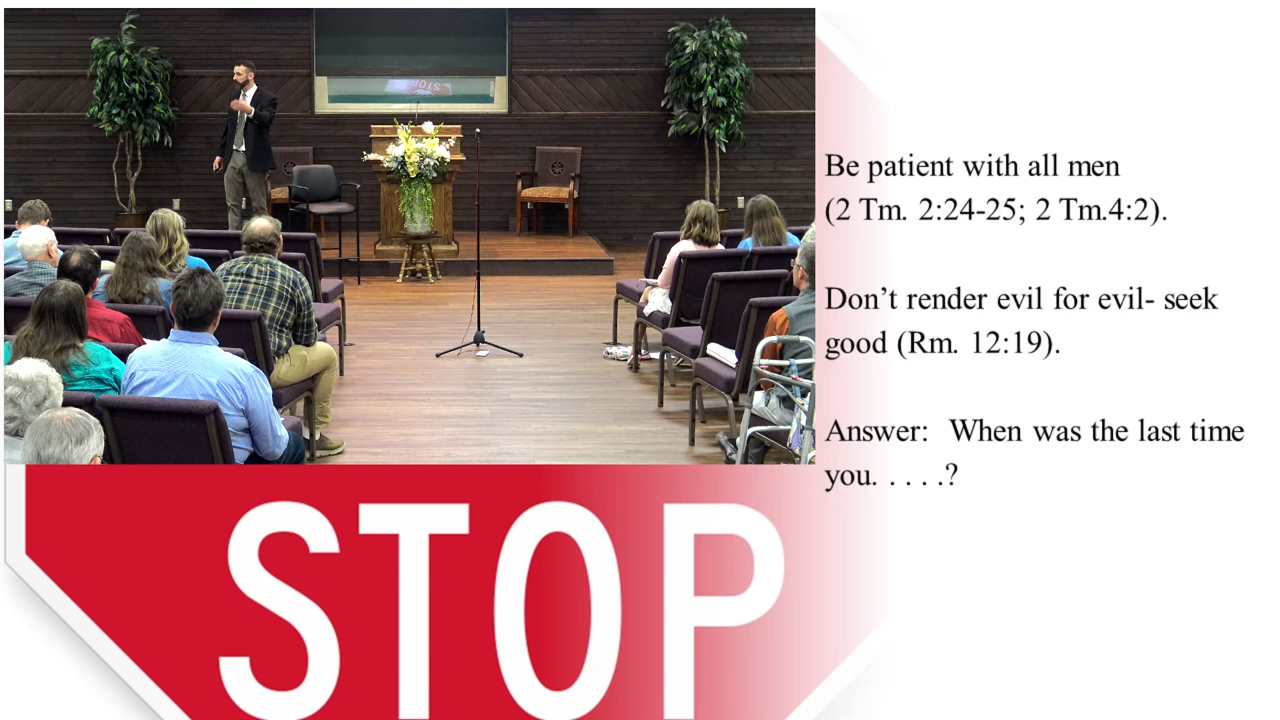 Be patient with all men
(2 Tm. 2:24-25; 2 Tm.4:2).
Don’t render evil for evil- seek
good (Rm. 12:19).
Answer:  When was the last time
you. . . . .?
STOP
STOP